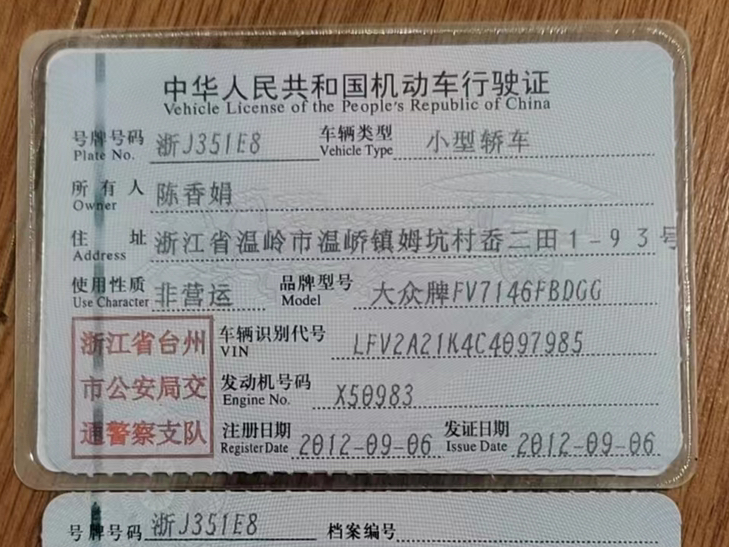 中华人民共和国机动车行驶证
Vehicle License of the People's Republic of China
号牌号码 浙J351E8 车辆类型 小型轿车
Plate No. Vehicle Type
所有人 陈香娟
Owner
住址 浙江省温岭市温峤镇姆坑村岙二田1-93号
Address
使用性质 非营运 品牌型号 大众牌FV7146FBDGG
Use Character Model
浙江省台州 车辆识别代号 LFV2A21K4C4097985
VIN
市公安局交 发动机号码 X50983
Engine No.
通警察支队 注册日期 2012-09-06 发证日期 2012-09-06
Register Date Issue Date
号牌号码 浙J351E8 档案编号